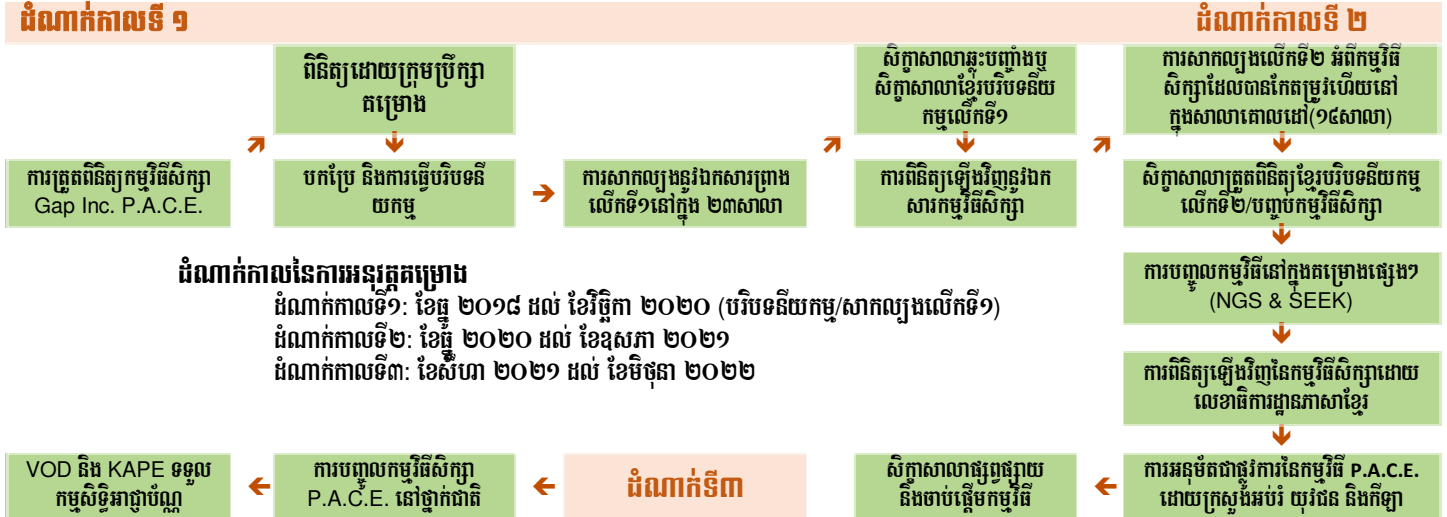 ដំណាក់កាលទី ១
ពិនិត្យដោយក្រុមប្រឹក្សា
គម្រោង
ការត្រួតពិនិត្យកម្មវិធីសិក្សា
Gap Inc. P.A.C.E.
បកប្រែ និងការធ្វើបរិបទនី
យកម្ម
ការសាកល្បងនូវឯកសារព្រាង
លើកទី១នៅក្នុង ២៣សាលា
សិក្ខាសាលាឆ្លុះបញ្ចាំងឬ
សិក្ខាសាលាខ្មែរបរិបទនីយ
កម្មលើកទី១
ការពិនិត្យឡើងវិញនូវឯក
សារកម្មវិធីសិក្សា
ដំណាក់កាលទី ២
ការសាកល្បងលើកទី២ អំពីកម្មវិធី
សិក្សាដែលបានកែតម្រូវហើយនៅ
ក្នុងសាលាគោលដៅ(១៤សាលា)
សិក្ខាសាលាត្រួតពិនិត្យខ្មែរបរិបទនីយកម្ម
លើកទី២/បញ្ចប់កម្មវិធីសិក្សា
ការបញ្ចូលកម្មវិធីនៅក្នុងគម្រោងផ្សេងៗ
(NGS & SEEK)
ការពិនិត្យឡើងវិញនៃកម្មវិធីសិក្សាដោយ
លេខាធិការដ្ឋានភាសាខ្មែរ
ការអនុម័តជាផ្លូវការនៃកម្មវិធី P.A.C.E.
ដោយក្រសួងអប់រំ យុវជន និងកីឡា
សិក្ខាសាលាផ្សព្វផ្សាយ
និងចាប់ផ្តើមកម្មវិធី
ដំណាក់ទី៣
ការបញ្ចូលកម្មវិធីសិក្សា
P.A.C.E. នៅថ្នាក់ជាតិ
VOD និង KAPE ទទួល
កម្មសិទ្ធិអាជ្ញាប័ណ្ណ
ដំណាក់កាលនៃការអនុវត្តគម្រោង
ដំណាក់កាលទី១: ខែធ្នូ ២០១៨ ដល់ ខែវិច្ឆិកា ២០២០ (បរិបទនីយកម្ម/សាកល្បងលើកទី១)
ដំណាក់កាលទី២: ខែធ្នូ ២០២០ ដល់ ខែឧសភា ២០២១
ដំណាក់កាលទី៣: ខែសីហា ២០២១ ដល់ ខែមិថុនា ២០២២